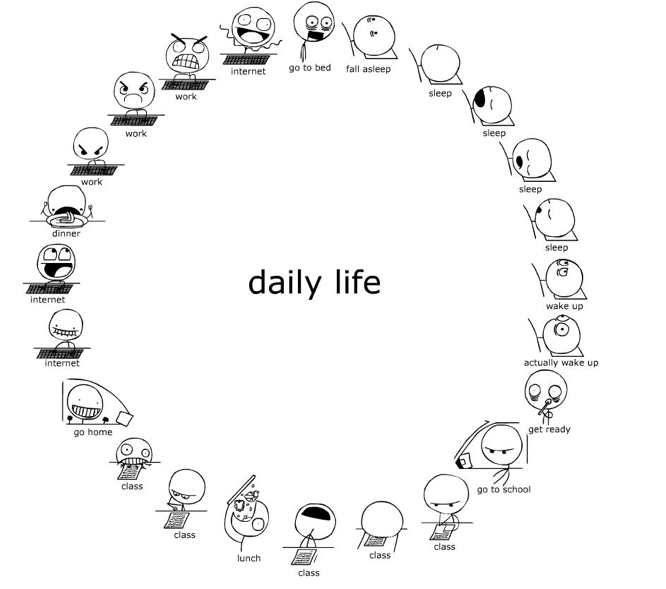 internet
go to bed
fall asleep
sleep
sleep
sleep
sleep
wake up
actually wake up
get ready
go to school
class
class
class
lunch
class
class
go home
internet
internet
dinner
work
work
work
daily life